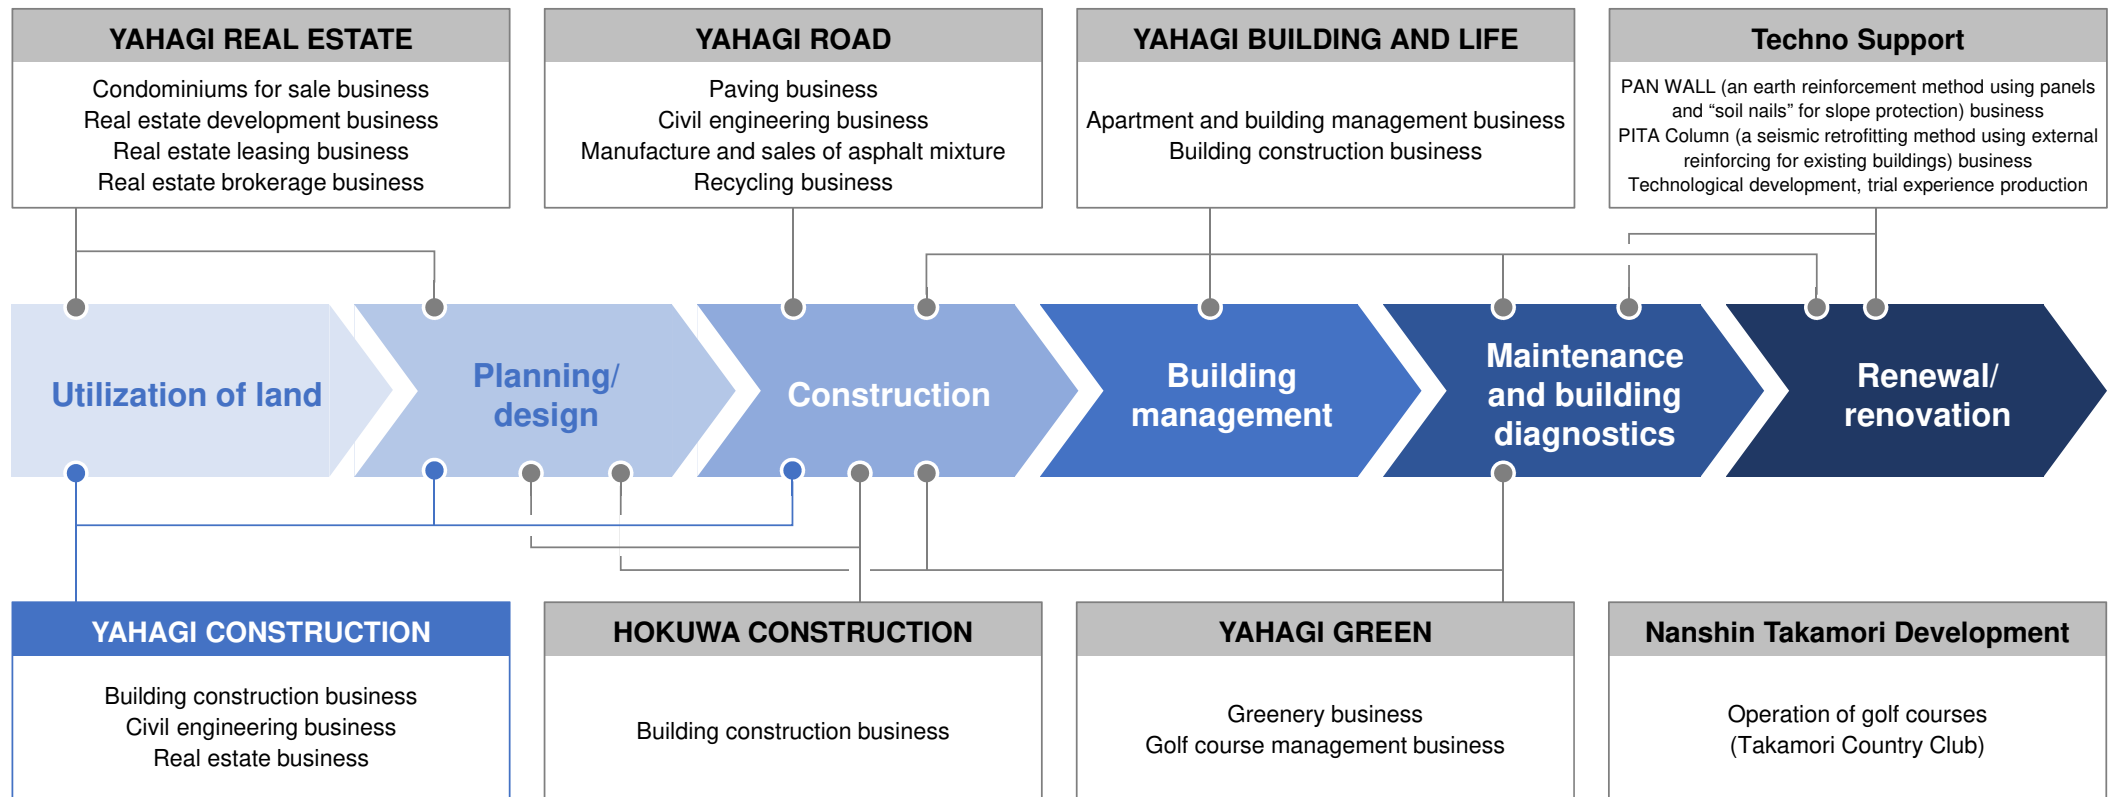 YAHAGI REAL ESTATE
Condominiums for sale business
Real estate development business
Real estate leasing business
Real estate brokerage business
YAHAGI ROAD
Paving business
Civil engineering business
Manufacture and sales of asphalt mixture
Recycling business
YAHAGI BUILDING AND LIFE
Apartment and building management business
Building construction business
Techno Support
PAN WALL (an earth reinforcement method using panels
and “soil nails” for slope protection) business
PITA Column (a seismic retrofitting method using external
reinforcing for existing buildings) business
Technological development, trial experience production
Utilization of land
Planning/
design
Construction
Building
management
Maintenance
and building
diagnostics
Renewal/
renovation
YAHAGI CONSTRUCTION
Building construction business
Civil engineering business
Real estate business
HOKUWA CONSTRUCTION
Building construction business
YAHAGI GREEN
Greenery business
Golf course management business
Nanshin Takamori Development
Operation of golf courses
(Takamori Country Club)